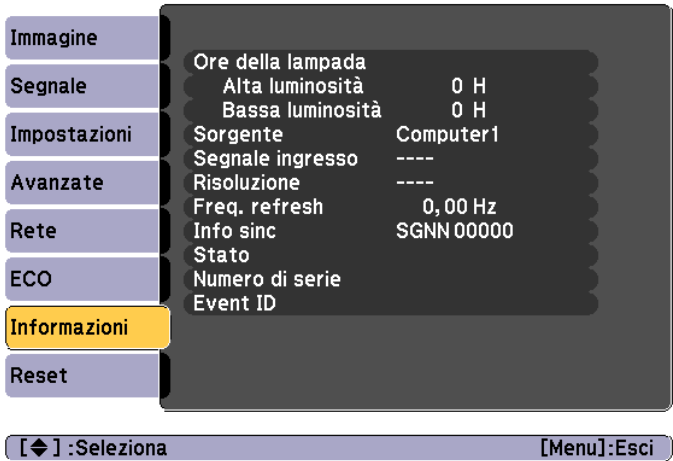 Immagine
Segnale
Impostazioni
Avanzate
Rete
ECO
Informazioni
Reset
Ore della lampada
Alta luminosità 0 H
Bassa luminosità 0 H
Sorgente Computer1
Segnale ingresso ----
Risoluzione ----
Freq. refresh 0,00 Hz
Info sinc SGNN 00000
Stato
Numero di serie
Event ID
[◆] :Seleziona [Menu]:Esci